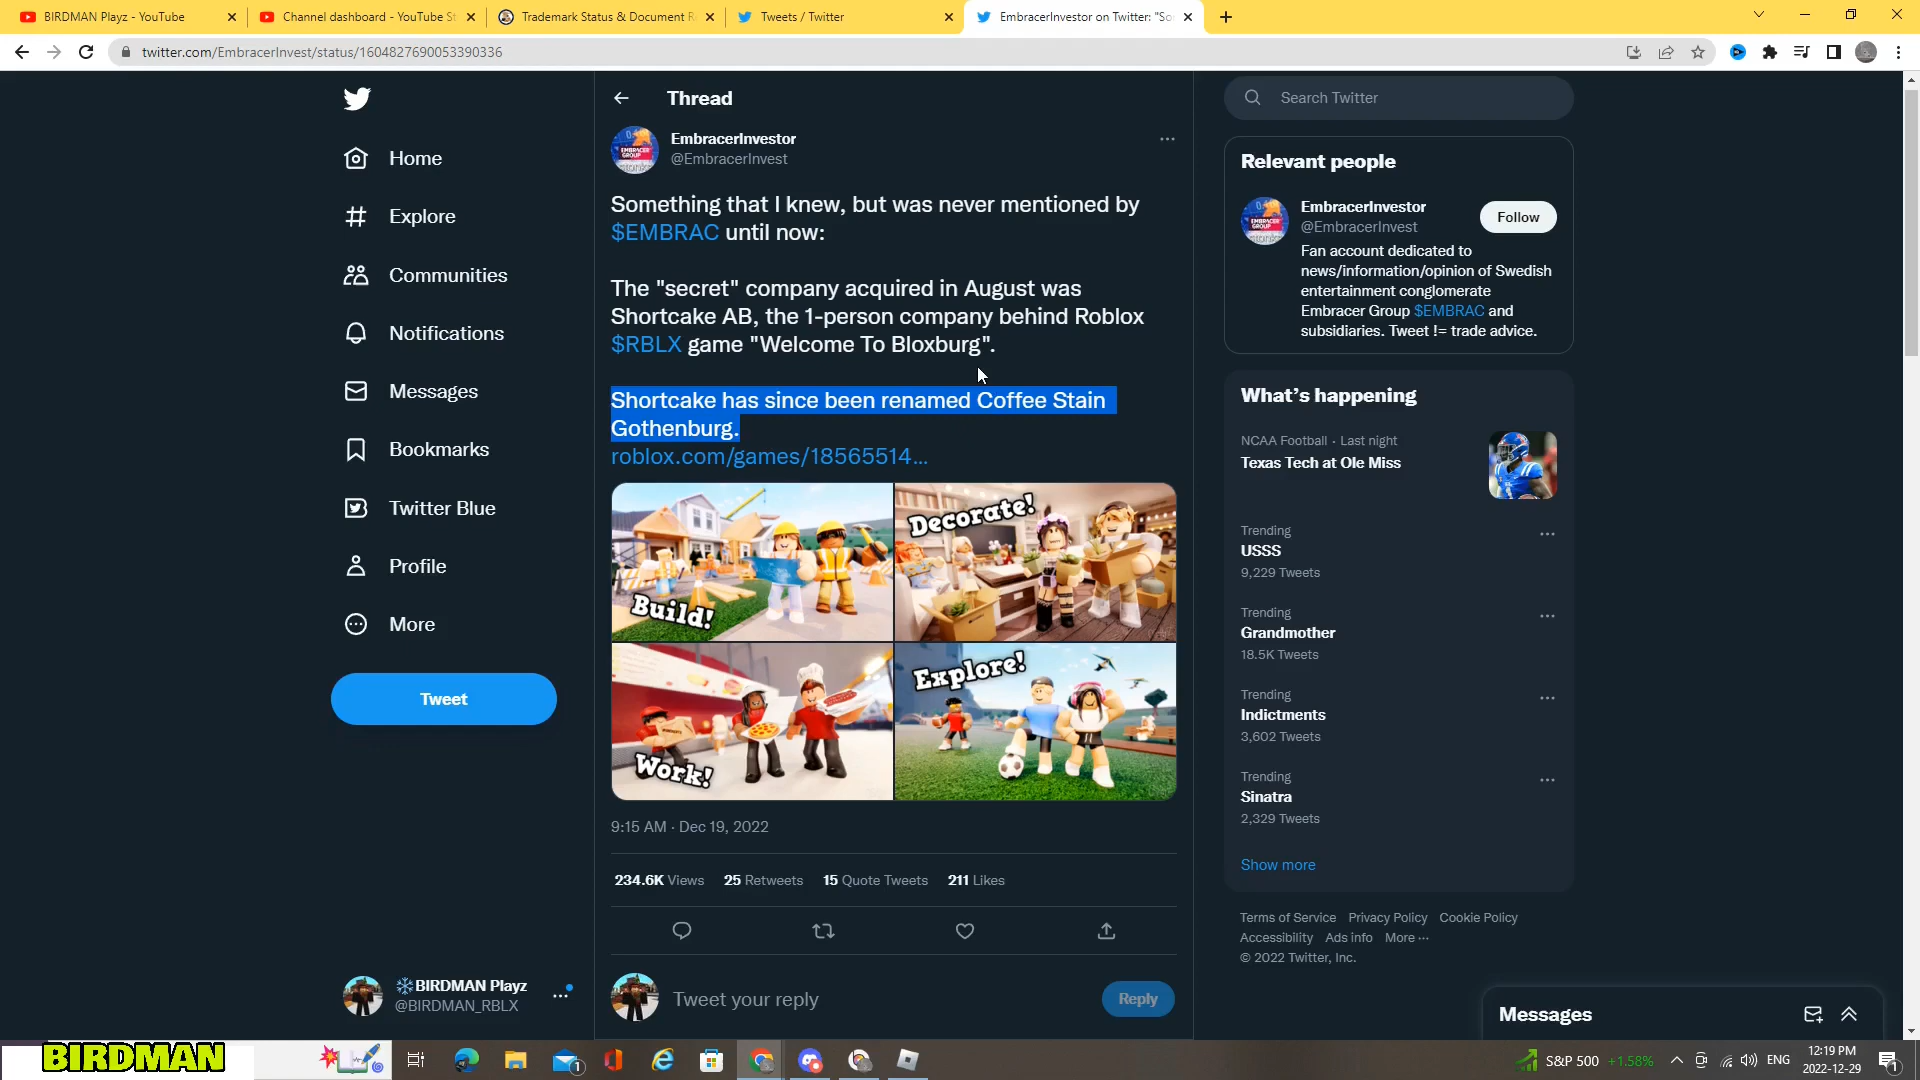 BIRDMAN Playz - YouTube
Channel dashboard - YouTube St
Trademark Status & Document R
Tweets / Twitter
EmbracerInvestor on Twitter: "So
twitter.com/EmbracerInvest/status/1604827690053390336
Home
Explore
Communities
Notifications
Messages
Bookmarks
Twitter Blue
Profile
More
Tweet
❄BIRDMAN Playz
@BIRDMAN_RBLX
Thread
EmbracerInvestor
@EmbracerInvest
Something that I knew, but was never mentioned by
$EMBRAC until now:
The "secret" company acquired in August was
Shortcake AB, the 1-person company behind Roblox
$RBLX game "Welcome To Bloxburg".
Shortcake has since been renamed Coffee Stain
Gothenburg.
roblox.com/games/18565514…
Build!
Decorate!
Work!
Explore!
9:15 AM · Dec 19, 2022
234.6K Views 25 Retweets 15 Quote Tweets 211 Likes
Tweet your reply
Reply
Search Twitter
Relevant people
EmbracerInvestor
@EmbracerInvest
Follow
Fan account dedicated to
news/information/opinion of Swedish
entertainment conglomerate
Embracer Group $EMBRAC and
subsidiaries. Tweet != trade advice.
What's happening
NCAA Football · Last night
Texas Tech at Ole Miss
Trending
USSS
9,229 Tweets
Trending
Grandmother
18.5K Tweets
Trending
Indictments
3,602 Tweets
Trending
Sinatra
2,329 Tweets
Show more
Terms of Service Privacy Policy Cookie Policy
Accessibility Ads info More ···
© 2022 Twitter, Inc.
Messages
BIRDMAN
1
S&P 500 +1.58%
ENG
12:19 PM
2022-12-29
1